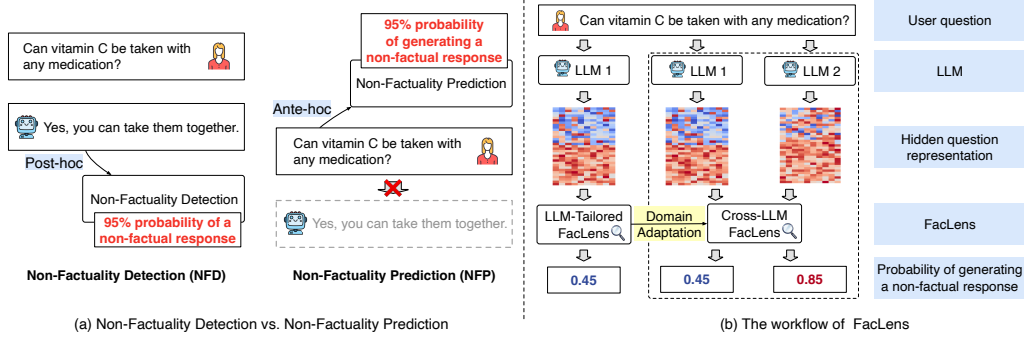 Can vitamin C be taken with
any medication?
Yes, you can take them together.
Post-hoc
Non-Factuality Detection
95% probability of a
non-factual response
Non-Factuality Detection (NFD)
95% probability
of generating a
non-factual response
Non-Factuality Prediction
Ante-hoc
Can vitamin C be taken with
any medication?
Yes, you can take them together.
Non-Factuality Prediction (NFP)
(a) Non-Factuality Detection vs. Non-Factuality Prediction
Can vitamin C be taken with any medication?
User question
LLM 1
LLM 1
LLM 2
LLM
Hidden question
representation
LLM-Tailored
FacLens
Domain
Adaptation
Cross-LLM
FacLens
FacLens
0.45
0.45
0.85
Probability of generating
a non-factual response
(b) The workflow of FacLens